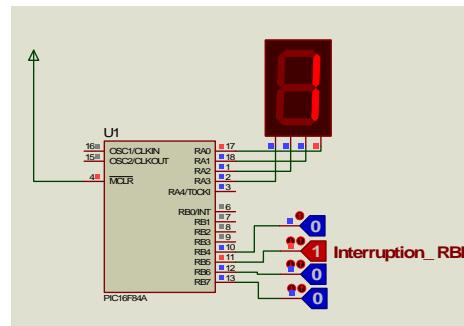 U1
16 OSC1/CLKIN RA0 17
15 OSC2/CLKOUT RA1 18
RA2 1
4 MCLR RA3 2
RA4/T0CKI 3
RB0/INT 6
RB1 7
RB2 8
RB3 9
RB4 10
RB5 11
RB6 12
RB7 13
PIC16F84A
1
0
1 Interruption_RBI
0
0